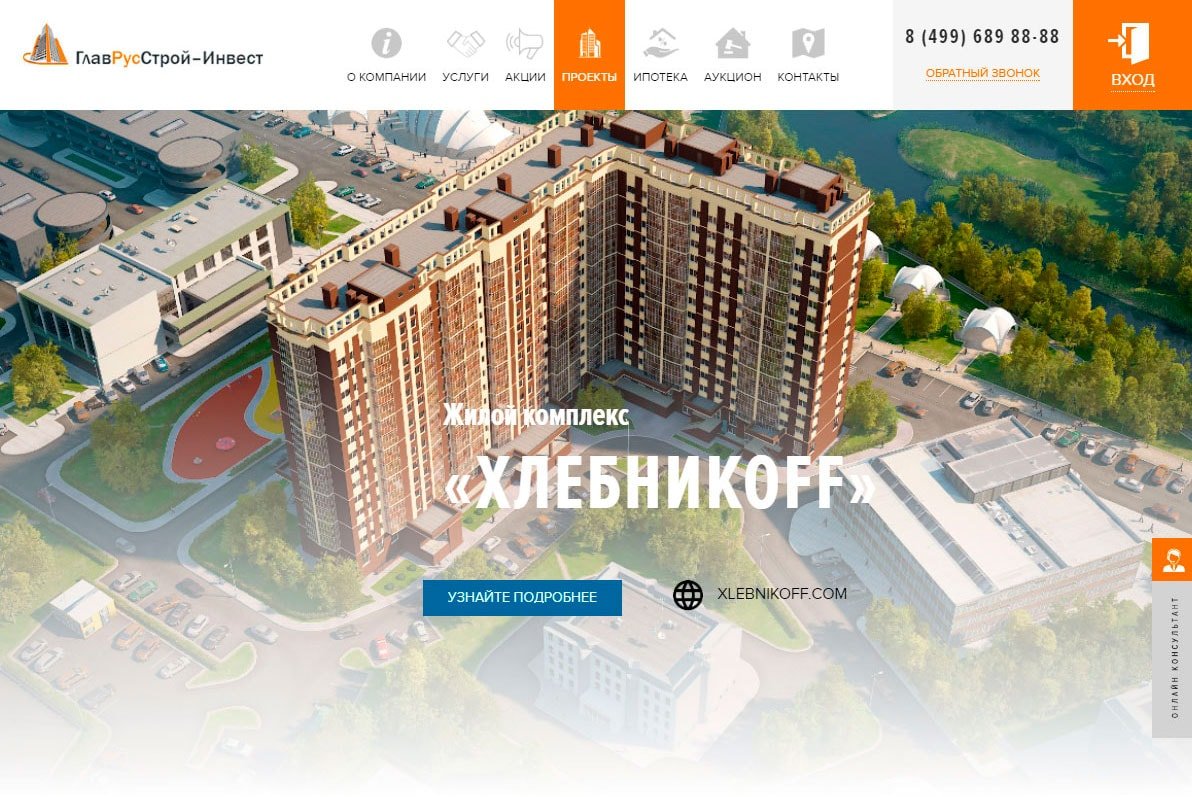 ГлавРусСтрой-Инвест
О КОМПАНИИ
УСЛУГИ
АКЦИИ
ПРОЕКТЫ
ИПОТЕКА
АУКЦИОН
КОНТАКТЫ
8 (499) 689 88-88
ОБРАТНЫЙ ЗВОНОК
ВХОД
Жилой комплекс
«ХЛЕБНИКОFF»
УЗНАЙТЕ ПОДРОБНЕЕ
XLEBNIKOFF.COM
ОНЛАЙН КОНСУЛЬТАНТ